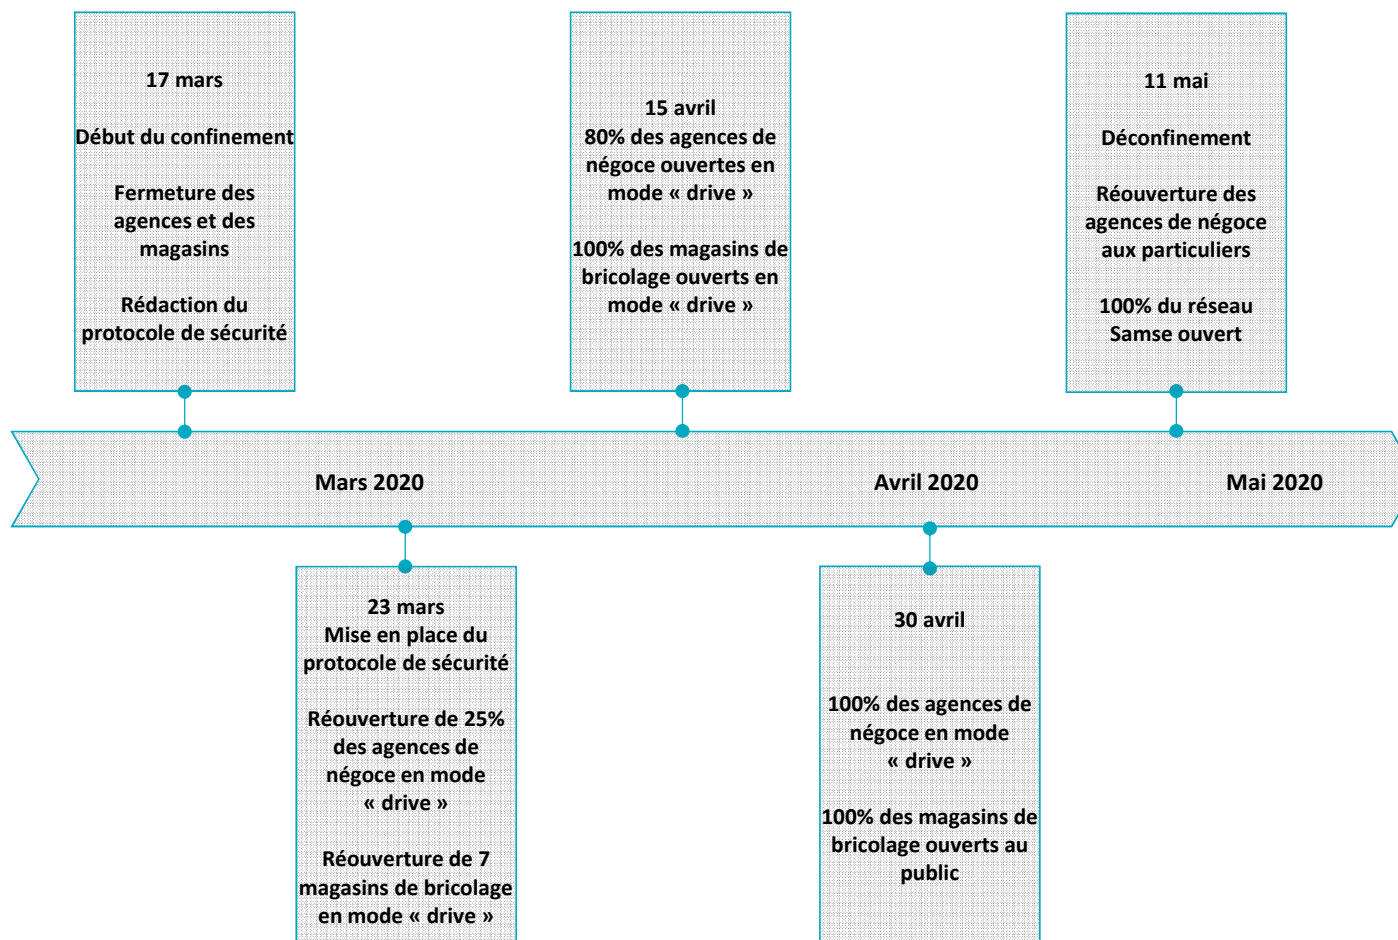 17 mars
Début du confinement
Fermeture des
agences et des
magasins
Rédaction du
protocole de sécurité
15 avril
80% des agences de
négoce ouvertes en
mode « drive »
100% des magasins de
bricolage ouverts en
mode « drive »
11 mai
Déconfinement
Réouverture des
agences de négoce
aux particuliers
100% du réseau
Samse ouvert
Mars 2020
Avril 2020
Mai 2020
23 mars
Mise en place du
protocole de sécurité
Réouverture de 25%
des agences de
négoce en mode
« drive »
Réouverture de 7
magasins de bricolage
en mode « drive »
30 avril
100% des agences de
négoce en mode
« drive »
100% des magasins de
bricolage ouverts au
public